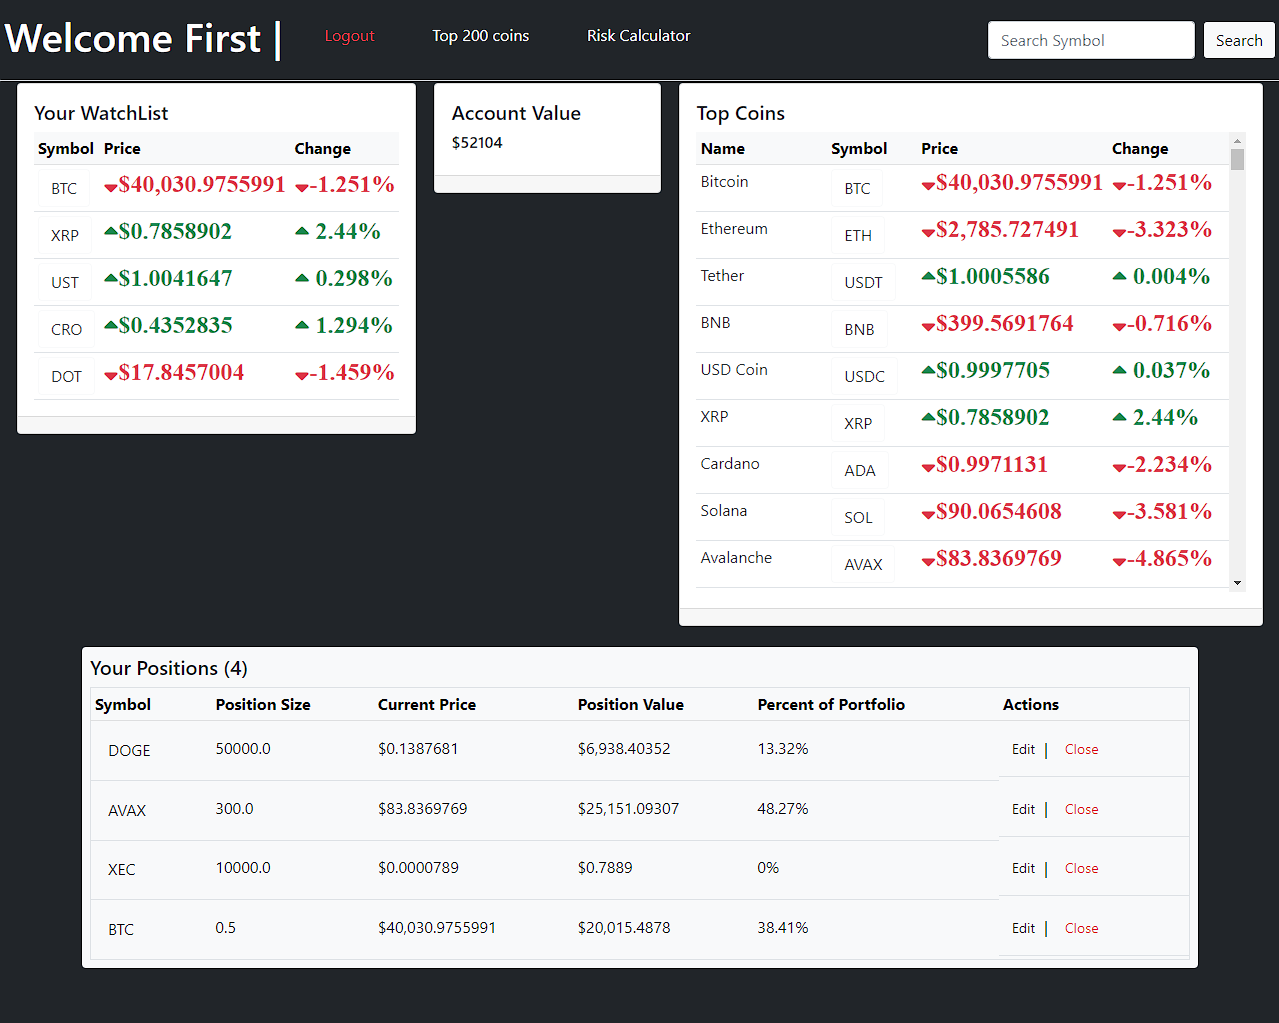 Welcome First |
Logout
Top 200 coins
Risk Calculator
Search Symbol
Search
Your WatchList
Symbol Price Change
BTC $40,030.9755991 -1.251%
XRP $0.7858902 2.44%
UST $1.0041647 0.298%
CRO $0.4352835 1.294%
DOT $17.8457004 -1.459%
Account Value
$52104
Top Coins
Name Symbol Price Change
Bitcoin BTC $40,030.9755991 -1.251%
Ethereum ETH $2,785.727491 -3.323%
Tether USDT $1.0005586 0.004%
BNB BNB $399.5691764 -0.716%
USD Coin USDC $0.9997705 0.037%
XRP XRP $0.7858902 2.44%
Cardano ADA $0.9971131 -2.234%
Solana SOL $90.0654608 -3.581%
Avalanche AVAX $83.8369769 -4.865%
Your Positions (4)
Symbol Position Size Current Price Position Value Percent of Portfolio Actions
DOGE 50000.0 $0.1387681 $6,938.40352 13.32% Edit | Close
AVAX 300.0 $83.8369769 $25,151.09307 48.27% Edit | Close
XEC 10000.0 $0.0000789 $0.7889 0% Edit | Close
BTC 0.5 $40,030.9755991 $20,015.4878 38.41% Edit | Close